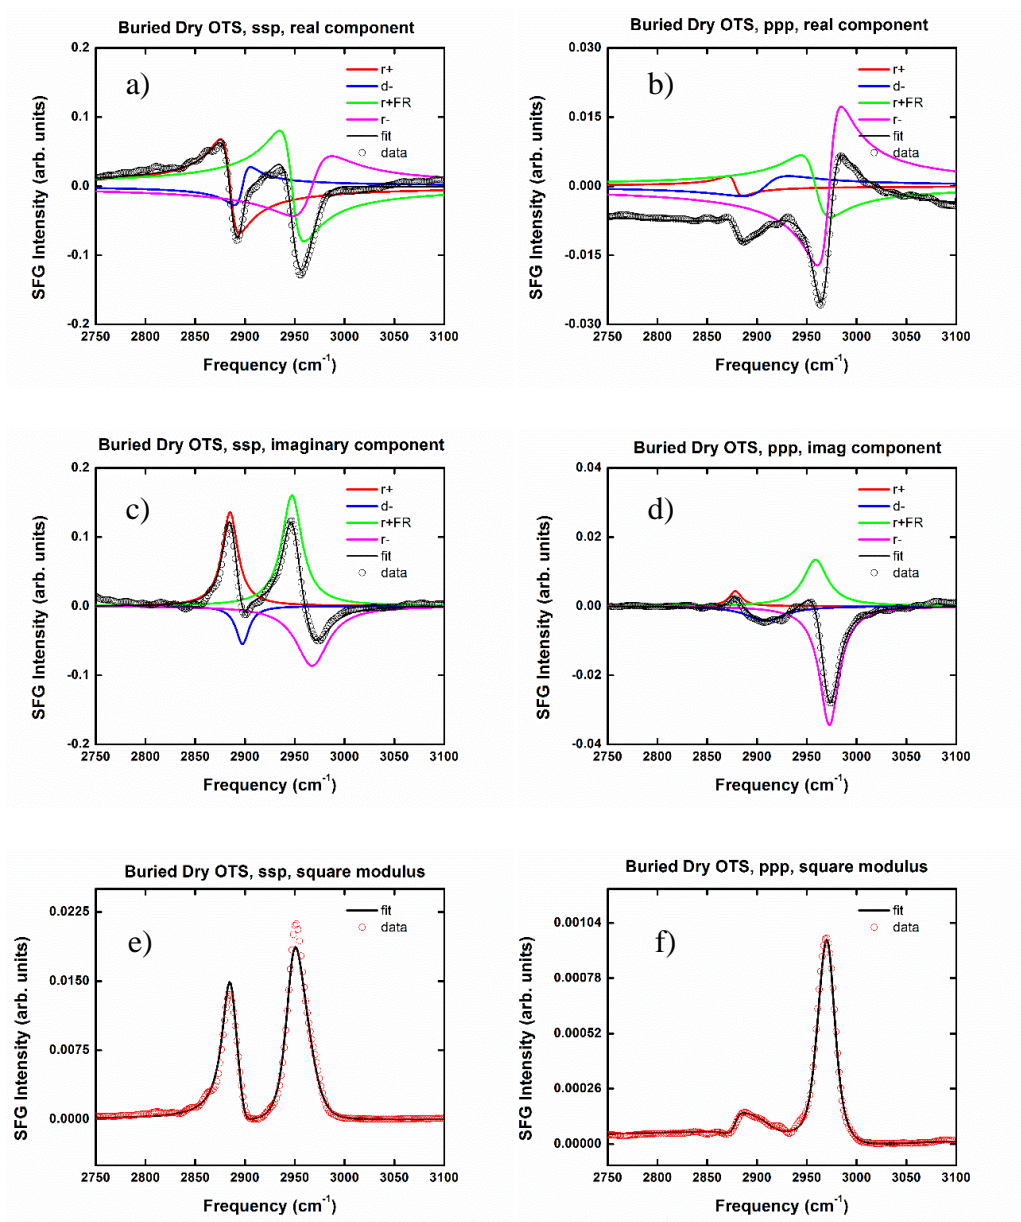 Buried Dry OTS, ssp, real component
a)
r+
d-
r+FR
r-
fit
data
0.2
0.1
0.0
-0.1
-0.2
SFG Intensity (arb. units)
2750 2800 2850 2900 2950 3000 3050 3100
Frequency (cm⁻¹)
Buried Dry OTS, ppp, real component
b)
r+
d-
r+FR
r-
fit
data
0.030
0.015
0.000
-0.015
-0.030
SFG Intensity (arb. units)
2750 2800 2850 2900 2950 3000 3050 3100
Frequency (cm⁻¹)
Buried Dry OTS, ssp, imaginary component
c)
r+
d-
r+FR
r-
fit
data
0.2
0.1
0.0
-0.1
-0.2
SFG Intensity (arb. units)
2750 2800 2850 2900 2950 3000 3050 3100
Frequency (cm⁻¹)
Buried Dry OTS, ppp, imag component
d)
r+
d-
r+FR
r-
fit
data
0.04
0.02
0.00
-0.02
-0.04
SFG Intensity (arb. units)
2750 2800 2850 2900 2950 3000 3050 3100
Frequency (cm⁻¹)
Buried Dry OTS, ssp, square modulus
e)
fit
data
0.0225
0.0150
0.0075
0.0000
SFG Intensity (arb. units)
2750 2800 2850 2900 2950 3000 3050 3100
Frequency (cm⁻¹)
Buried Dry OTS, ppp, square modulus
f)
fit
data
0.00104
0.00078
0.00052
0.00026
0.00000
SFG Intensity (arb. units)
2750 2800 2850 2900 2950 3000 3050 3100
Frequency (cm⁻¹)